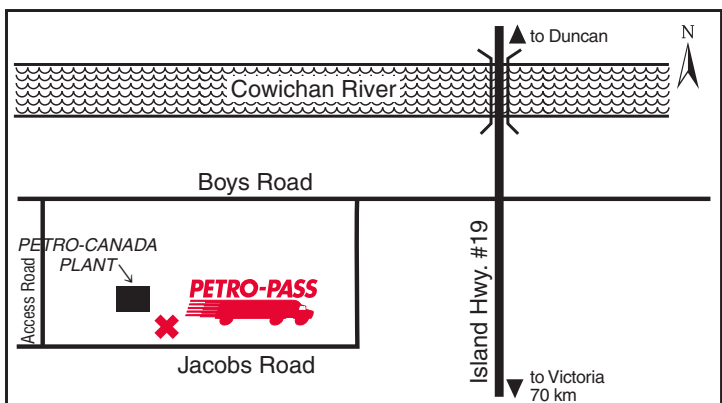 to Duncan
N
Cowichan River
Boys Road
PETRO-CANADA
PLANT
PETRO-PASS
Access Road
Island Hwy. #19
Jacobs Road
to Victoria
70 km